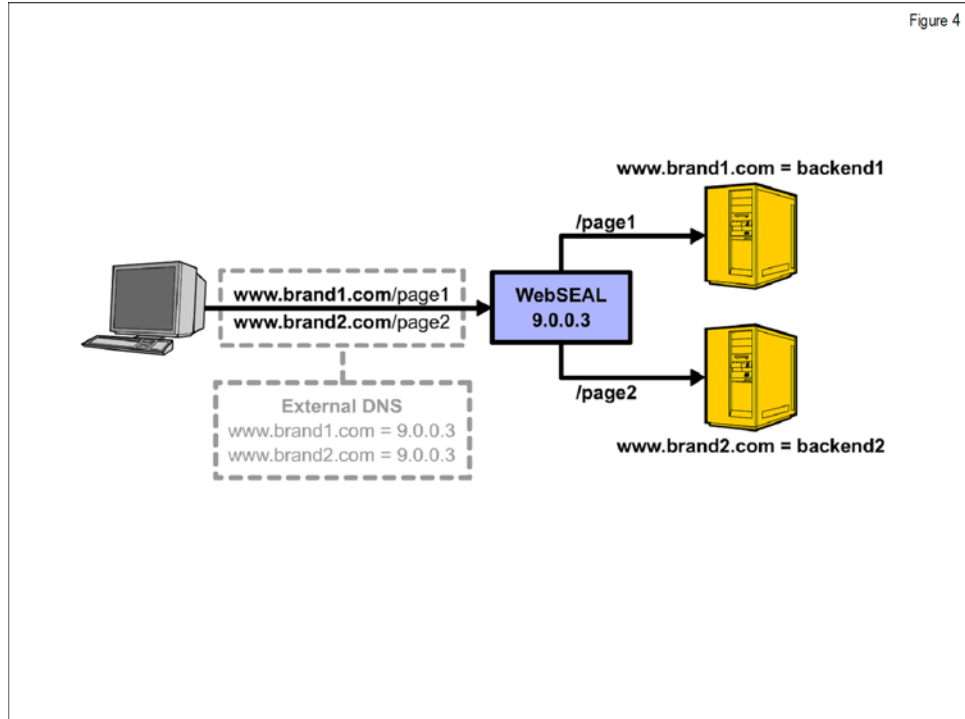 Figure 4
www.brand1.com = backend1
/page1
www.brand1.com/page1
www.brand2.com/page2
WebSEAL
9.0.0.3
/page2
External DNS
www.brand1.com = 9.0.0.3
www.brand2.com = 9.0.0.3
www.brand2.com = backend2